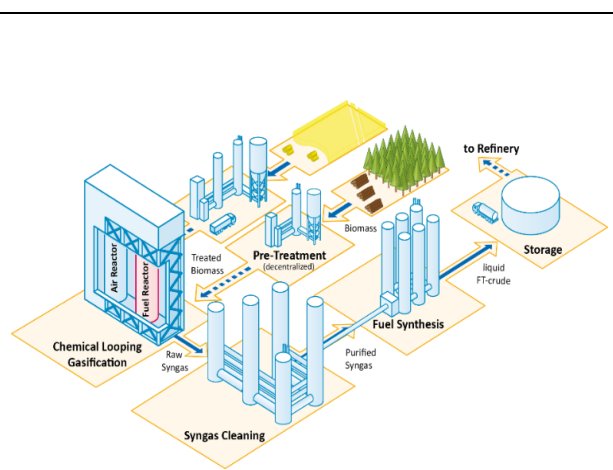 to Refinery
Biomass
Storage
Pre-Treatment
(decentralized)
Treated
Biomass
liquid
FT-crude
Air Reactor
Fuel Reactor
Fuel Synthesis
Chemical Looping
Gasification
Raw
Syngas
Purified
Syngas
Syngas Cleaning